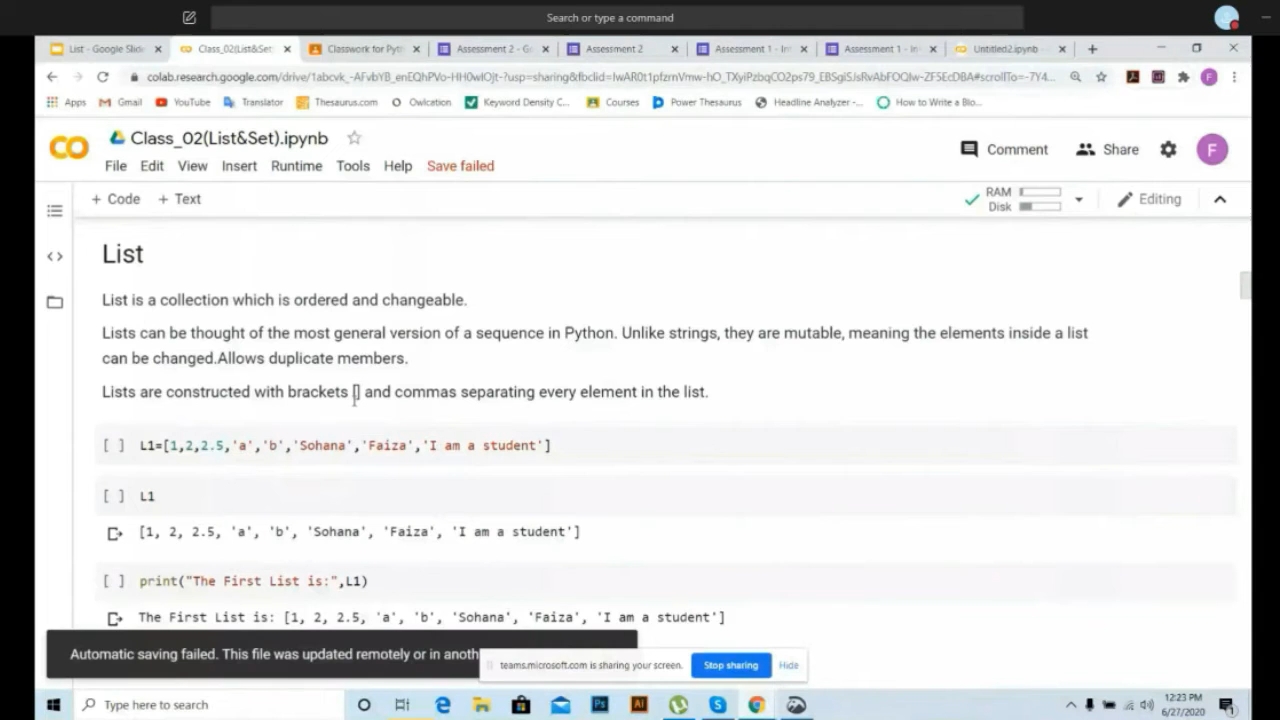 Search or type a command
List - Google Slide
Class_02(List&Set
Classwork for Pyth
Assessment 2 - Go
Assessment 2
Assessment 1 - In
Assessment 1 - In
Untitled2.ipynb
Apps
Gmail
YouTube
Translator
Thesaurus.com
Owlcation
Keyword Density C...
Courses
Power Thesaurus
Headline Analyzer -...
How to Write a Blo...
Class_02(List&Set).ipynb
Comment
Share
F
File Edit View Insert Runtime Tools Help Save failed
+ Code + Text
RAM
Disk
Editing
List
List is a collection which is ordered and changeable.
Lists can be thought of the most general version of a sequence in Python. Unlike strings, they are mutable, meaning the elements inside a list
can be changed.Allows duplicate members.
Lists are constructed with brackets [] and commas separating every element in the list.
[ ] L1=[1,2,2.5,'a','b','Sohana','Faiza','I am a student']
[ ] L1
[1, 2, 2.5, 'a', 'b', 'Sohana', 'Faiza', 'I am a student']
[ ] print("The First List is:",L1)
The First List is: [1, 2, 2.5, 'a', 'b', 'Sohana', 'Faiza', 'I am a student']
Automatic saving failed. This file was updated remotely or in anoth
teams.microsoft.com is sharing your screen.
Stop sharing
Hide
Type here to search
12:23 PM
6/27/2020